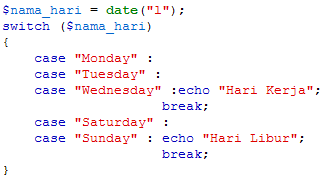 $nama_hari = date("l");
switch ($nama_hari)
{
case "Monday" :
case "Tuesday" :
case "Wednesday" :echo "Hari Kerja";
break;
case "Saturday" :
case "Sunday" : echo "Hari Libur";
break;
}